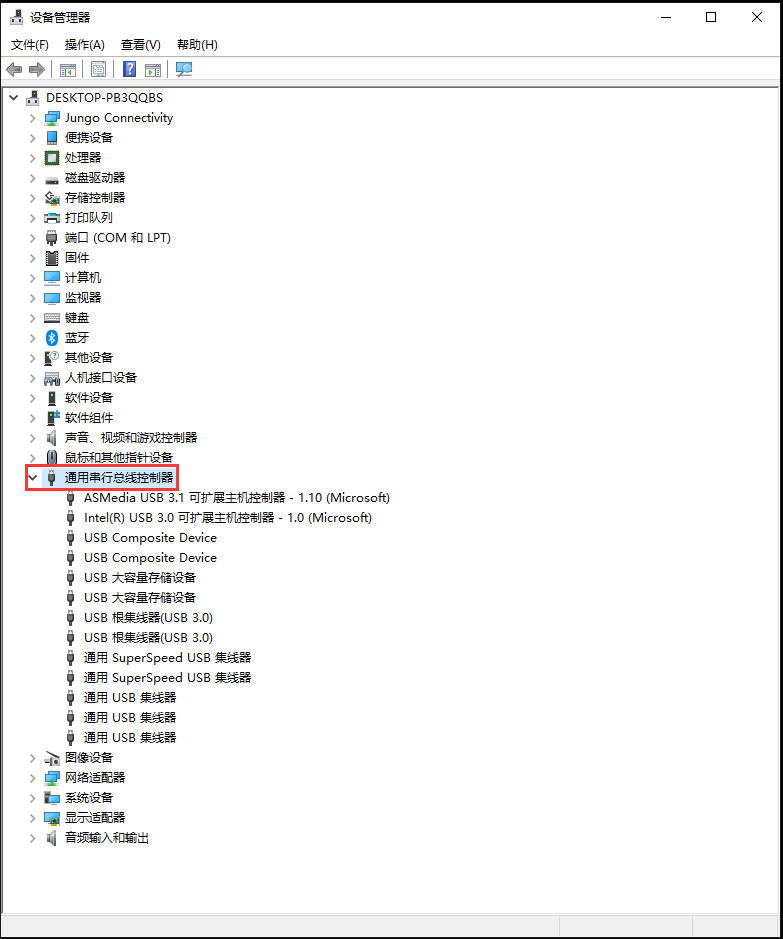 设备管理器
文件(F) 操作(A) 查看(V) 帮助(H)
DESKTOP-PB3QQBS
Jungo Connectivity
便携设备
处理器
磁盘驱动器
存储控制器
打印队列
端口 (COM 和 LPT)
固件
计算机
监视器
键盘
蓝牙
其他设备
人机接口设备
软件设备
软件组件
声音、视频和游戏控制器
鼠标和其他指针设备
通用串行总线控制器
ASMedia USB 3.1 可扩展主机控制器 - 1.10 (Microsoft)
Intel(R) USB 3.0 可扩展主机控制器 - 1.0 (Microsoft)
USB Composite Device
USB Composite Device
USB 大容量存储设备
USB 大容量存储设备
USB 根集线器(USB 3.0)
USB 根集线器(USB 3.0)
通用 SuperSpeed USB 集线器
通用 SuperSpeed USB 集线器
通用 USB 集线器
通用 USB 集线器
通用 USB 集线器
图像设备
网络适配器
系统设备
显示适配器
音频输入和输出